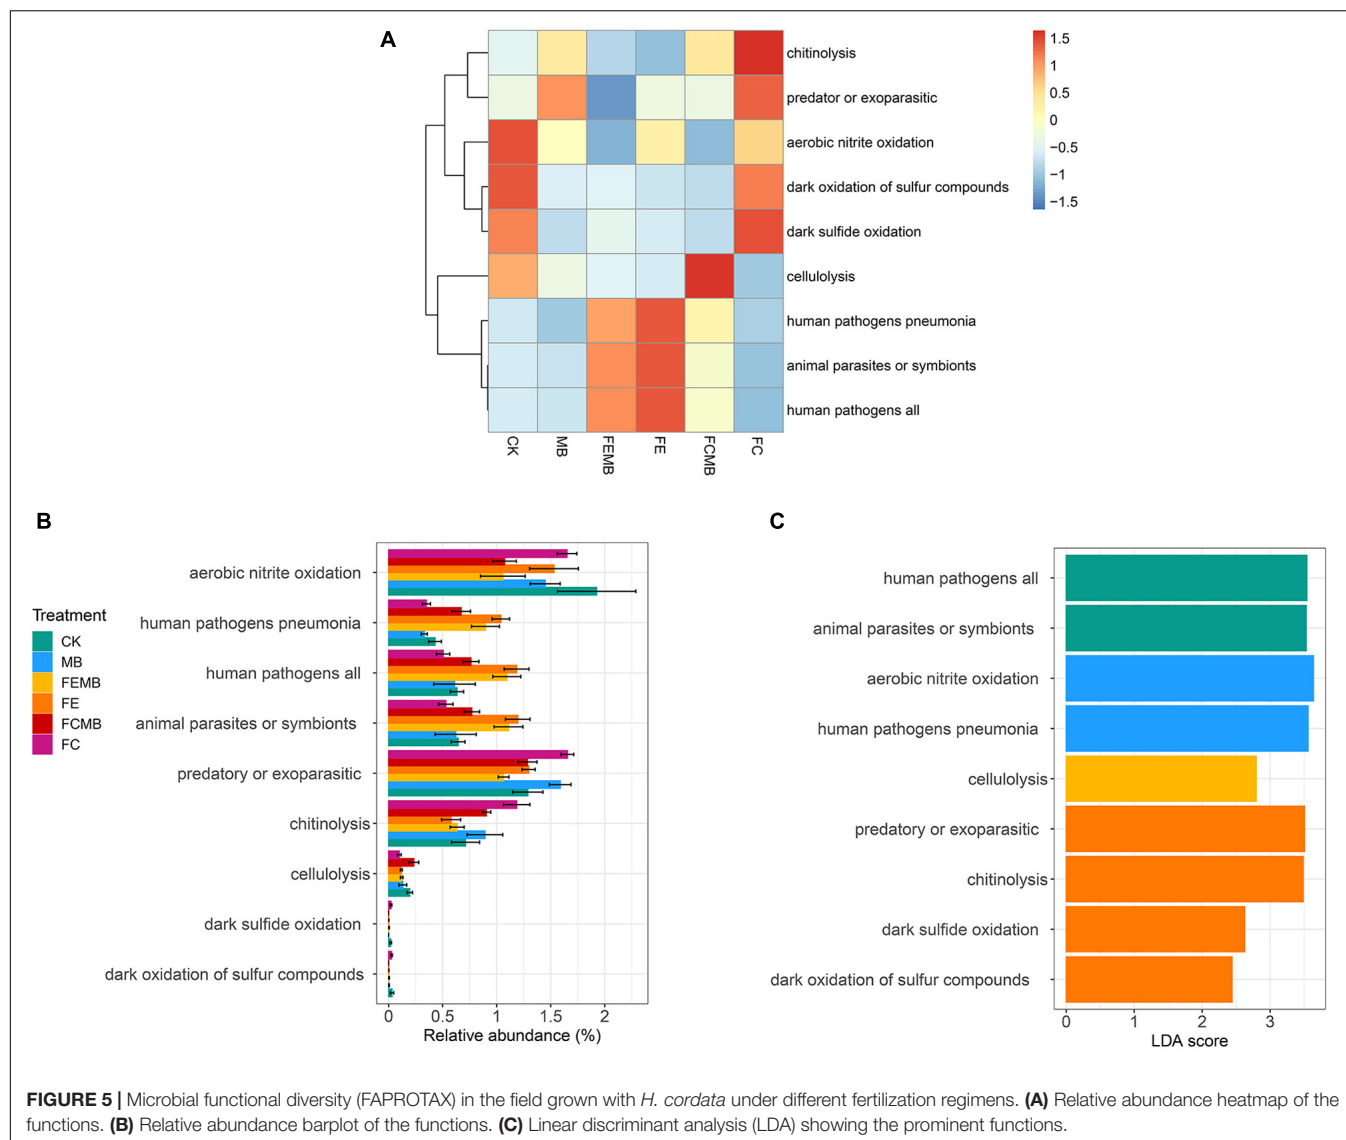 A
chitinolysis
predator or exoparasitic
aerobic nitrite oxidation
dark oxidation of sulfur compounds
dark sulfide oxidation
cellulolysis
human pathogens pneumonia
animal parasites or symbionts
human pathogens all
CK MB FEMB FE FCMB FC
1.5
1
0.5
0
−0.5
−1
−1.5
B
Treatment
CK
MB
FEMB
FE
FCMB
FC
aerobic nitrite oxidation
human pathogens pneumonia
human pathogens all
animal parasites or symbionts
predatory or exoparasitic
chitinolysis
cellulolysis
dark sulfide oxidation
dark oxidation of sulfur compounds
0 0.5 1 1.5 2
Relative abundance (%)
C
human pathogens all
animal parasites or symbionts
aerobic nitrite oxidation
human pathogens pneumonia
cellulolysis
predatory or exoparasitic
chitinolysis
dark sulfide oxidation
dark oxidation of sulfur compounds
0 1 2 3
LDA score
FIGURE 5 | Microbial functional diversity (FAPROTAX) in the field grown with H. cordata under different fertilization regimens. (A) Relative abundance heatmap of the
functions. (B) Relative abundance barplot of the functions. (C) Linear discriminant analysis (LDA) showing the prominent functions.